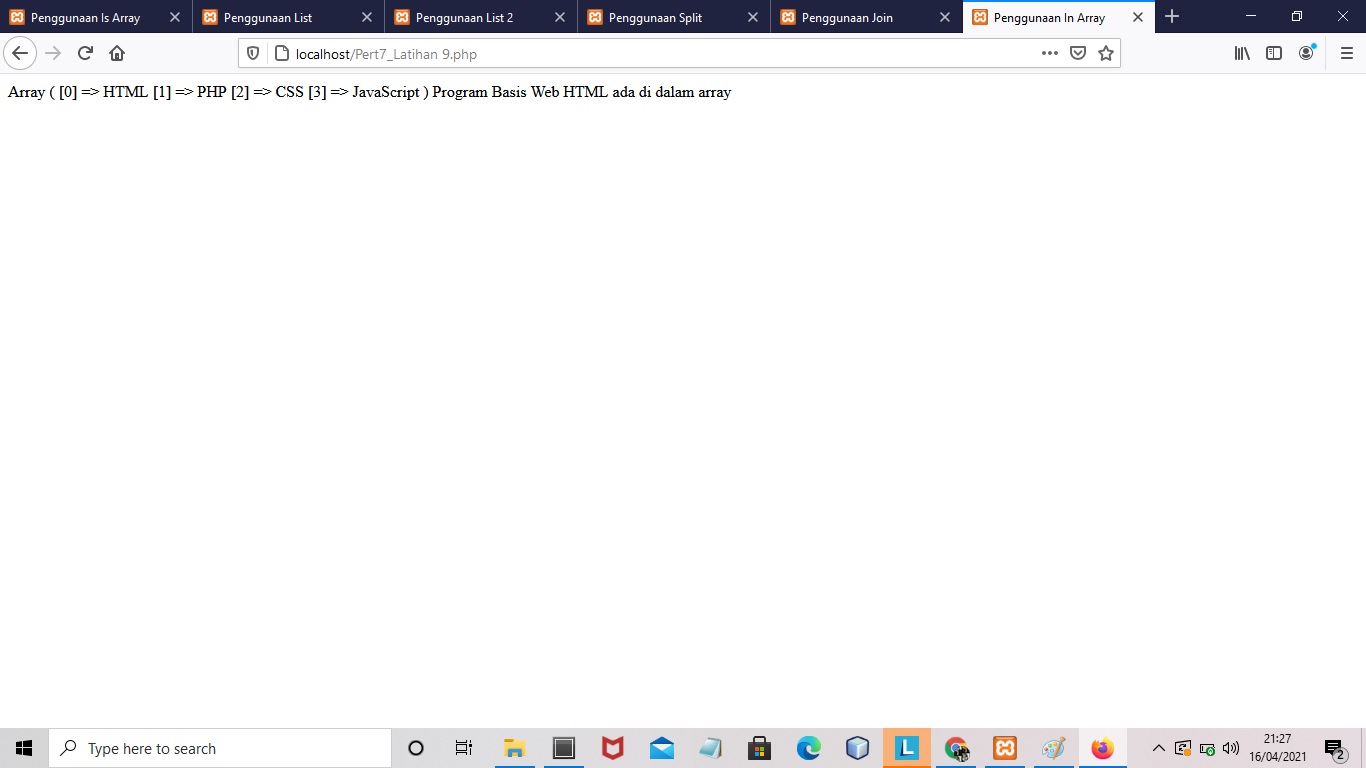 Penggunaan Is Array
Penggunaan List
Penggunaan List 2
Penggunaan Split
Penggunaan Join
Penggunaan In Array
localhost/Pert7_Latihan 9.php
Array ( [0] => HTML [1] => PHP [2] => CSS [3] => JavaScript ) Program Basis Web HTML ada di dalam array
Type here to search
L
21:27
16/04/2021
2